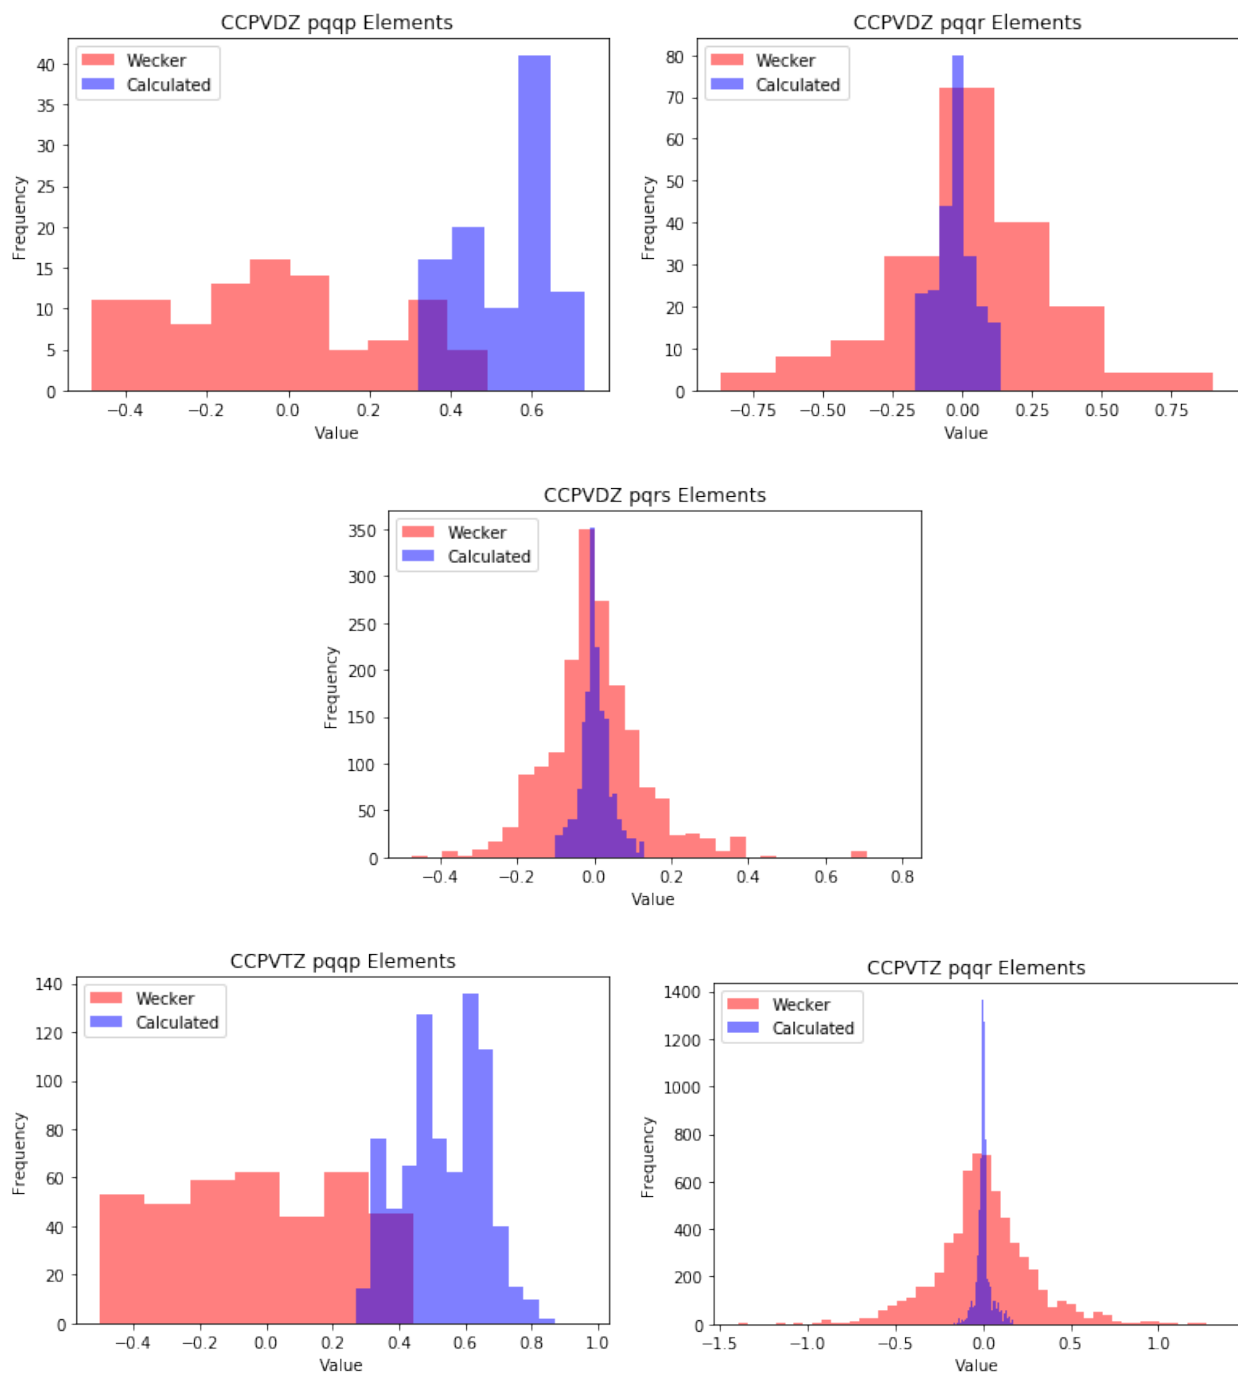 CCPVDZ pqqp Elements
Wecker
Calculated
40
35
30
25
20
15
10
5
0
Frequency
−0.4 −0.2 0.0 0.2 0.4 0.6
Value
CCPVDZ pqqr Elements
Wecker
Calculated
80
70
60
50
40
30
20
10
0
Frequency
−0.75 −0.50 −0.25 0.00 0.25 0.50 0.75
Value
CCPVDZ pqrs Elements
Wecker
Calculated
350
300
250
200
150
100
50
0
Frequency
−0.4 −0.2 0.0 0.2 0.4 0.6 0.8
Value
CCPVTZ pqqp Elements
Wecker
Calculated
140
120
100
80
60
40
20
0
Frequency
−0.4 −0.2 0.0 0.2 0.4 0.6 0.8 1.0
Value
CCPVTZ pqqr Elements
Wecker
Calculated
1400
1200
1000
800
600
400
200
0
Frequency
−1.5 −1.0 −0.5 0.0 0.5 1.0
Value